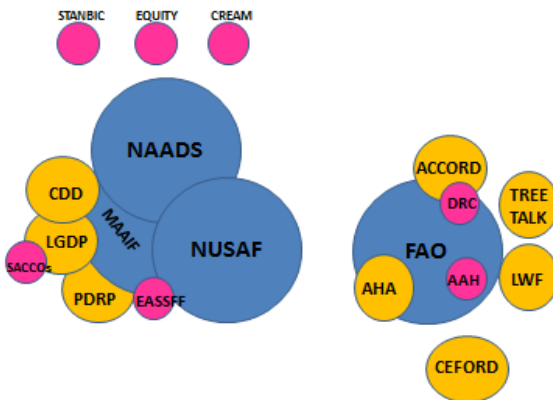 STANBIC EQUITY CREAM
NAADS
CDD
MAAIF
LGDP
NUSAF
SACCOs
PDRP
EASSFF
ACCORD
DRC
TREE
TALK
FAO
AHA
AAH
LWF
CEFORD